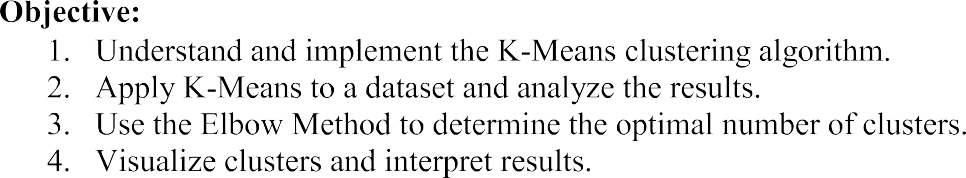 Objective:
1. Understand and implement the K-Means clustering algorithm.
2. Apply K-Means to a dataset and analyze the results.
3. Use the Elbow Method to determine the optimal number of clusters.
4. Visualize clusters and interpret results.